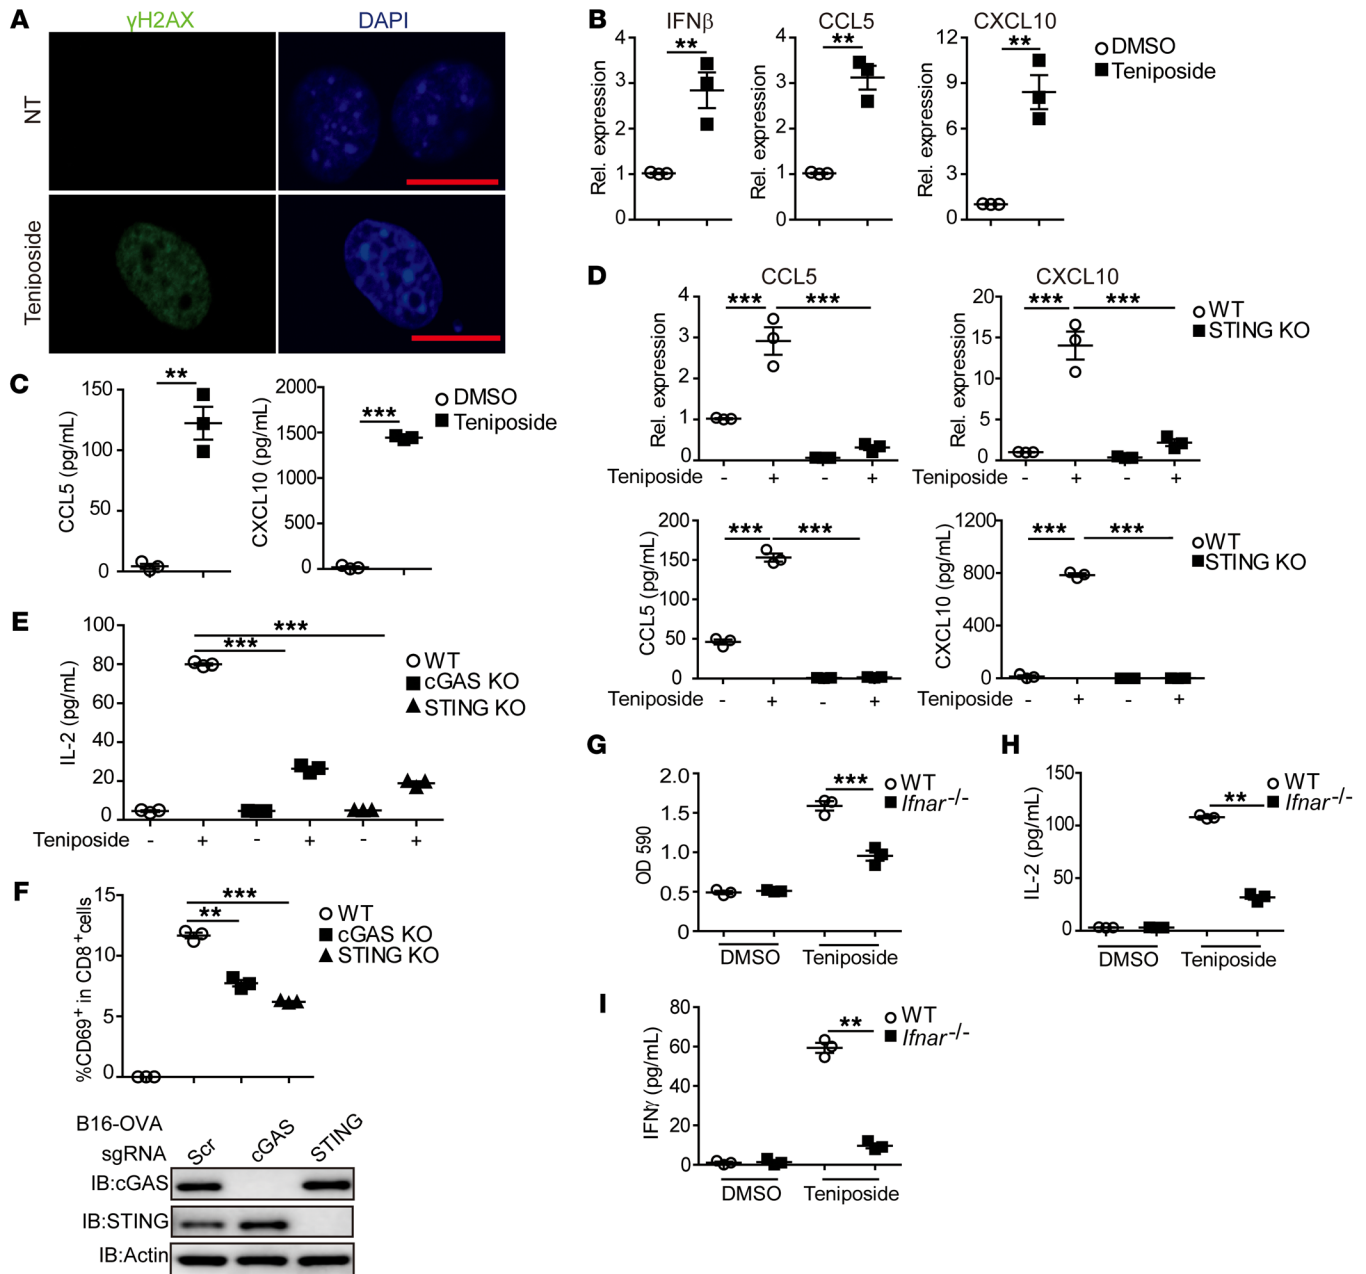 A
γH2AX DAPI
NT
Teniposide
B
IFNβ CCL5 CXCL10
Rel. expression
4
3
2
1
0
**
Rel. expression
4
3
2
1
0
**
Rel. expression
12
9
6
3
0
**
DMSO
Teniposide
C
CCL5 (pg/mL)
150
100
50
0
**
CXCL10 (pg/mL)
2000
1500
1000
500
0
***
DMSO
Teniposide
D
CCL5
Rel. expression
4
3
2
1
0
*** ***
Teniposide - + - +
CXCL10
Rel. expression
20
15
10
5
0
*** ***
Teniposide - + - +
WT
STING KO
CCL5 (pg/mL)
200
150
100
50
0
*** ***
Teniposide - + - +
CXCL10 (pg/mL)
1200
800
400
0
*** ***
Teniposide - + - +
WT
STING KO
E
IL-2 (pg/mL)
100
80
60
40
20
0
***
***
Teniposide - + - + - +
WT
cGAS KO
STING KO
F
%CD69+ in CD8+cells
15
10
5
0
***
**
WT
cGAS KO
STING KO
B16-OVA
sgRNA Scr cGAS STING
IB:cGAS
IB:STING
IB:Actin
G
OD 590
2.0
1.5
1.0
0.5
0
***
WT
Ifnar-/-
DMSO Teniposide
H
IL-2 (pg/mL)
150
100
50
0
**
WT
Ifnar-/-
DMSO Teniposide
I
IFNγ (pg/mL)
80
60
40
20
0
**
WT
Ifnar-/-
DMSO Teniposide